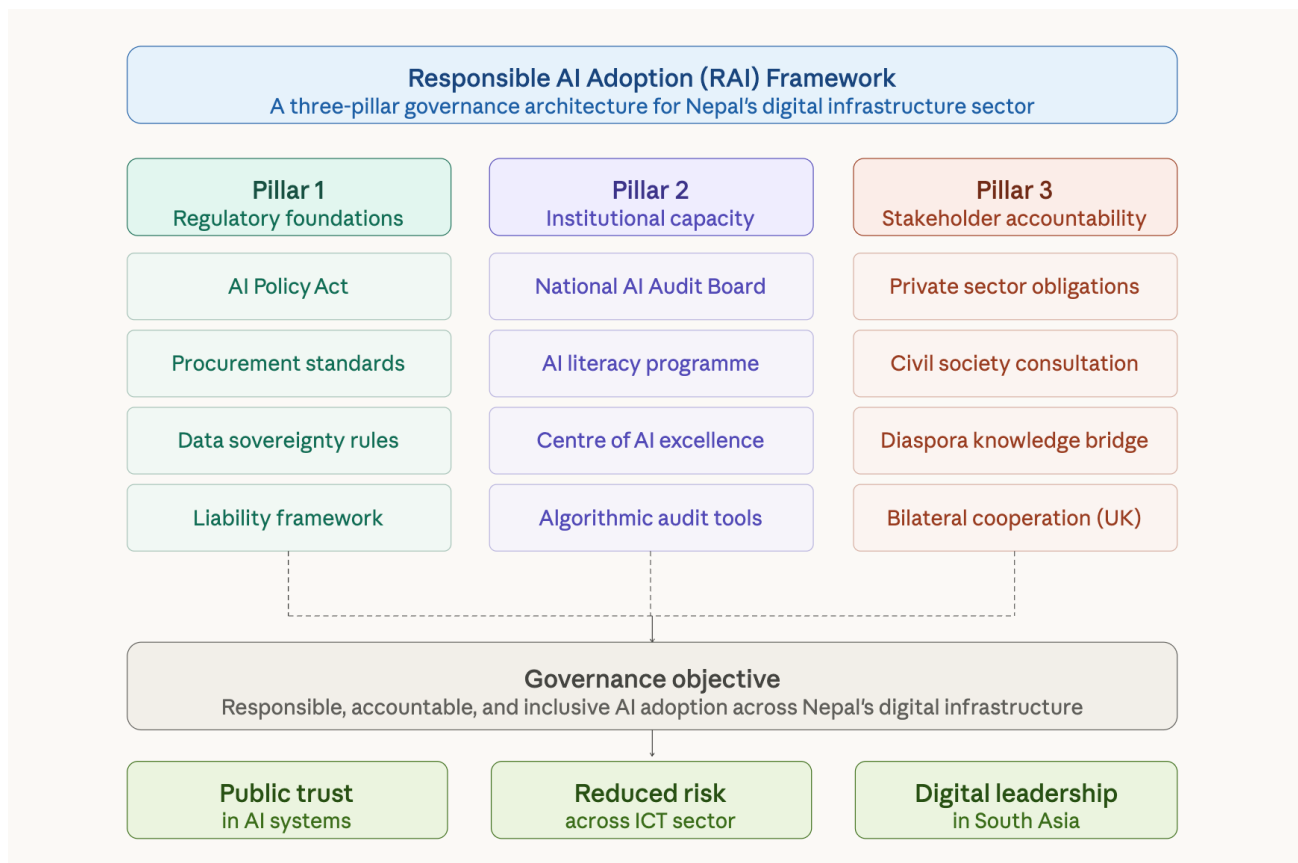 Responsible AI Adoption (RAI) Framework
A three-pillar governance architecture for Nepal's digital infrastructure sector
Pillar 1
Regulatory foundations
AI Policy Act
Procurement standards
Data sovereignty rules
Liability framework
Pillar 2
Institutional capacity
National AI Audit Board
AI literacy programme
Centre of AI excellence
Algorithmic audit tools
Pillar 3
Stakeholder accountability
Private sector obligations
Civil society consultation
Diaspora knowledge bridge
Bilateral cooperation (UK)
Governance objective
Responsible, accountable, and inclusive AI adoption across Nepal's digital infrastructure
Public trust
in AI systems
Reduced risk
across ICT sector
Digital leadership
in South Asia